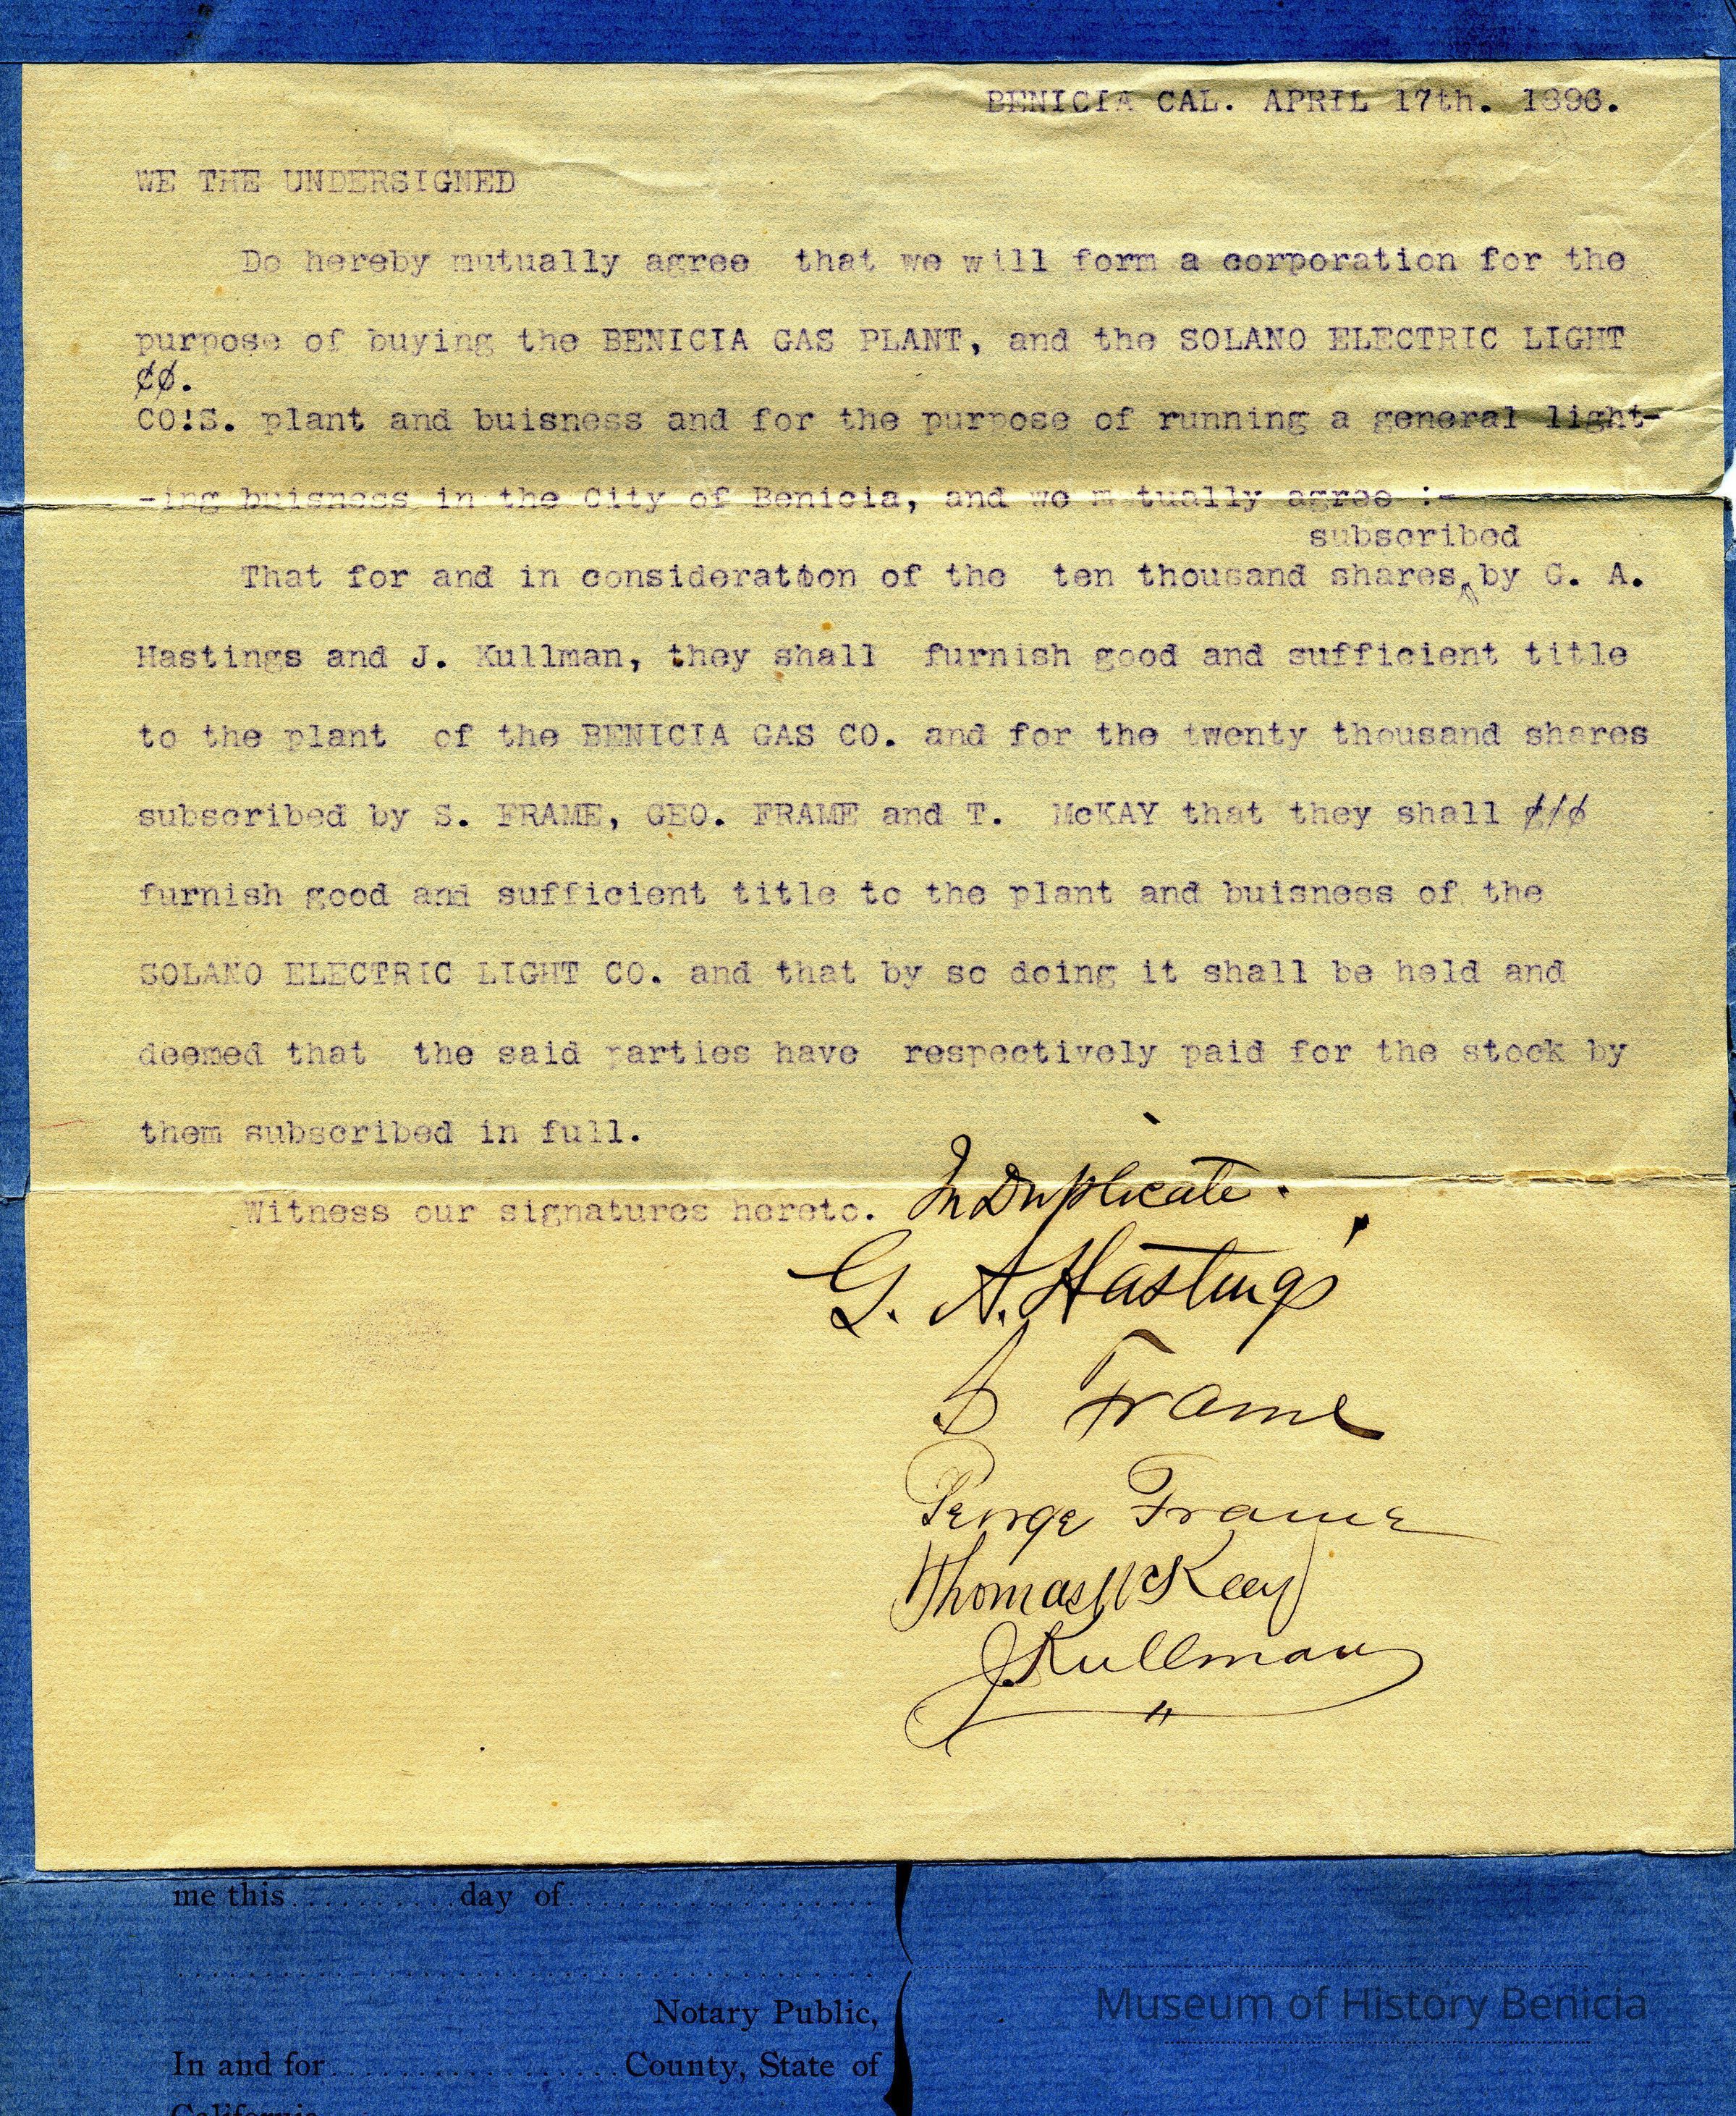 BENICIA CAL. APRIL 17th. 1896.
WE THE UNDERSIGNED
Do hereby mutually agree that we will form a corporation for the
purpose of buying the BENICIA GAS PLANT, and the SOLANO ELECTRIC LIGHT
CO.
CO!S. plant and buisness and for the purpose of running a general light-
-ing buisness in the City of Benicia, and we m tually agree :-
subscribed
That for and in consideration of the ten thousand shares by G. A.
Hastings and J. Kullman, they shall furnish good and sufficient title
to the plant of the BENICIA GAS CO. and for the twenty thousand shares
subscribed by S. FRAME, GEO. FRAME and T. McKAY that they shall
furnish good and sufficient title to the plant and buisness of the
SOLANO ELECTRIC LIGHT CO. and that by so doing it shall be held and
deemed that the said parties have respectively paid for the stock by
them subscribed in full.
Witness our signatures hereto. In Duplicate.
G. A. Hastings
S Frame
George Frame
Thomas McKay
J. Kullman
me this..........day of...................
Notary Public,
In and for..................County, State of
California
Museum of History Benicia